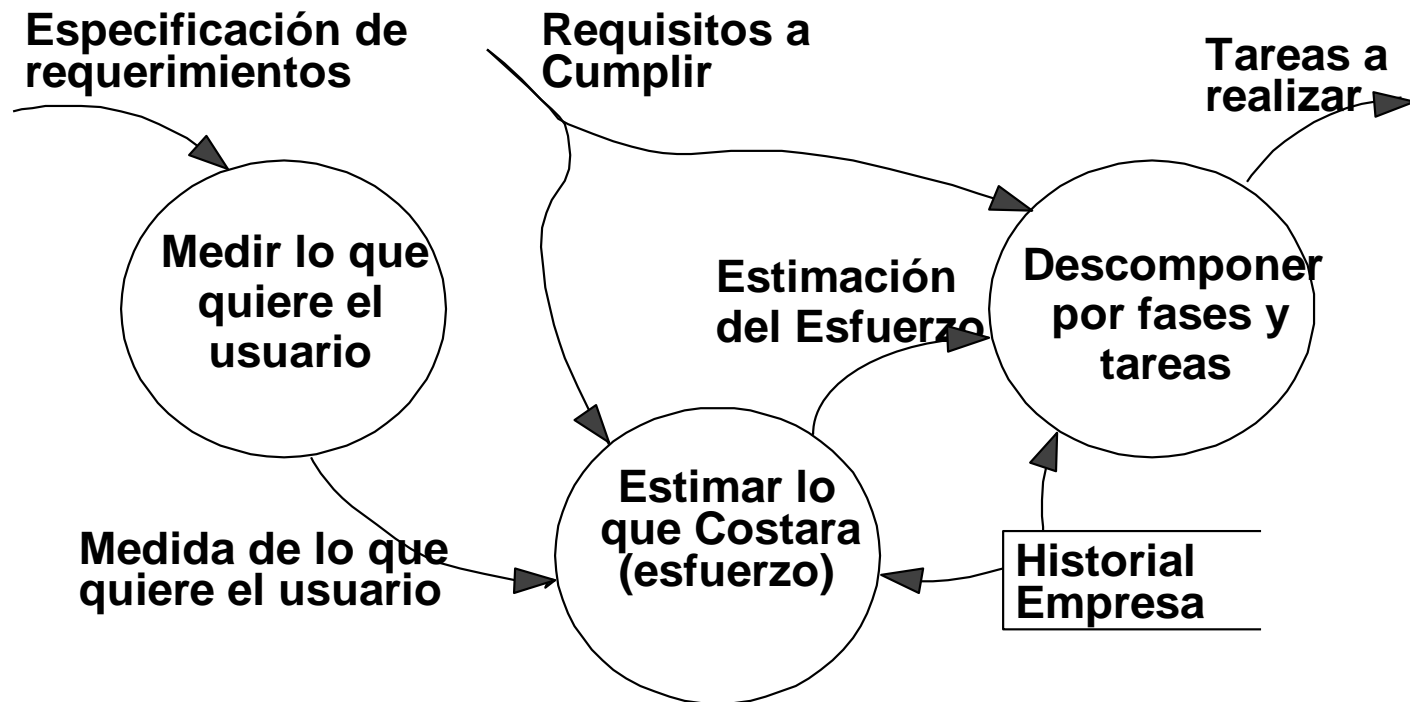 Especificación de
requerimientos
Requisitos a
Cumplir
Tareas a
realizar
Medir lo que
quiere el
usuario
Estimación
del Esfuerzo
Descomponer
por fases y
tareas
Estimar lo
que Costara
(esfuerzo)
Medida de lo que
quiere el usuario
Historial
Empresa